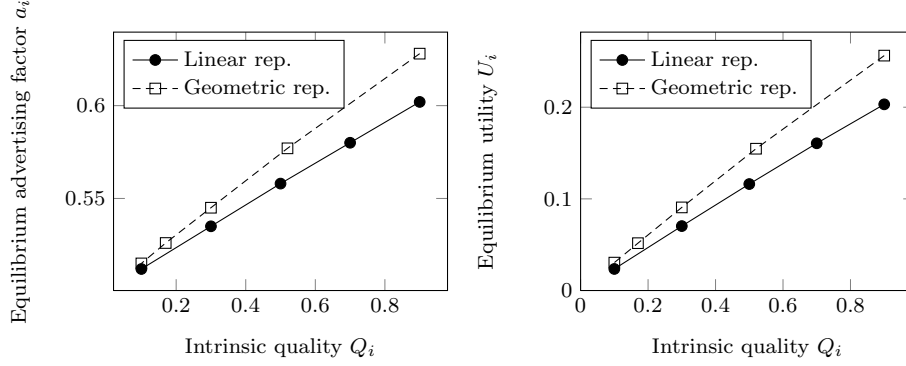 Equilibrium advertising factor a_i
0.6
0.55
0.2 0.4 0.6 0.8
Intrinsic quality Q_i
Linear rep.
Geometric rep.
Equilibrium utility U_i
0.2
0.1
0
0 0.2 0.4 0.6 0.8
Intrinsic quality Q_i
Linear rep.
Geometric rep.